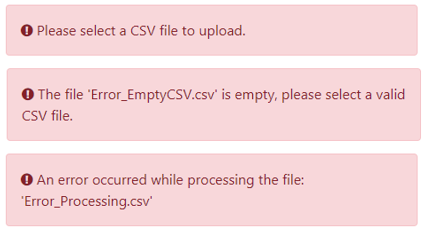 Please select a CSV file to upload.
The file 'Error_EmptyCSV.csv' is empty, please select a valid
CSV file.
An error occurred while processing the file:
'Error_Processing.csv'